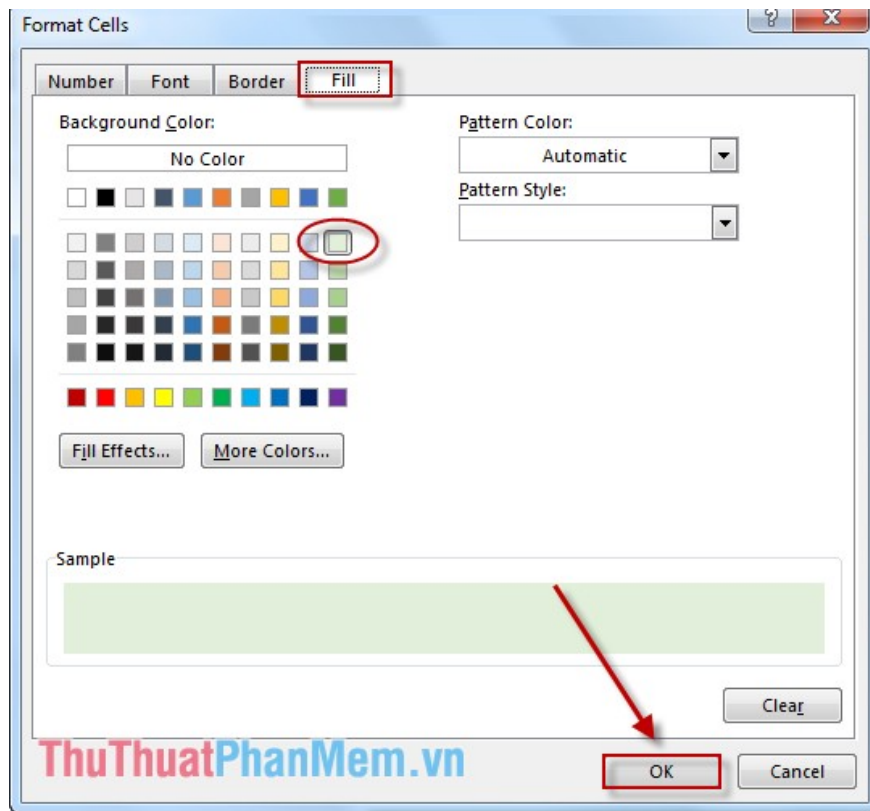 Format Cells
Number Font Border Fill
Background Color:
No Color
Pattern Color:
Automatic
Pattern Style:
Fill Effects... More Colors...
Sample
Clear
ThuThuatPhanMem.vn
OK Cancel